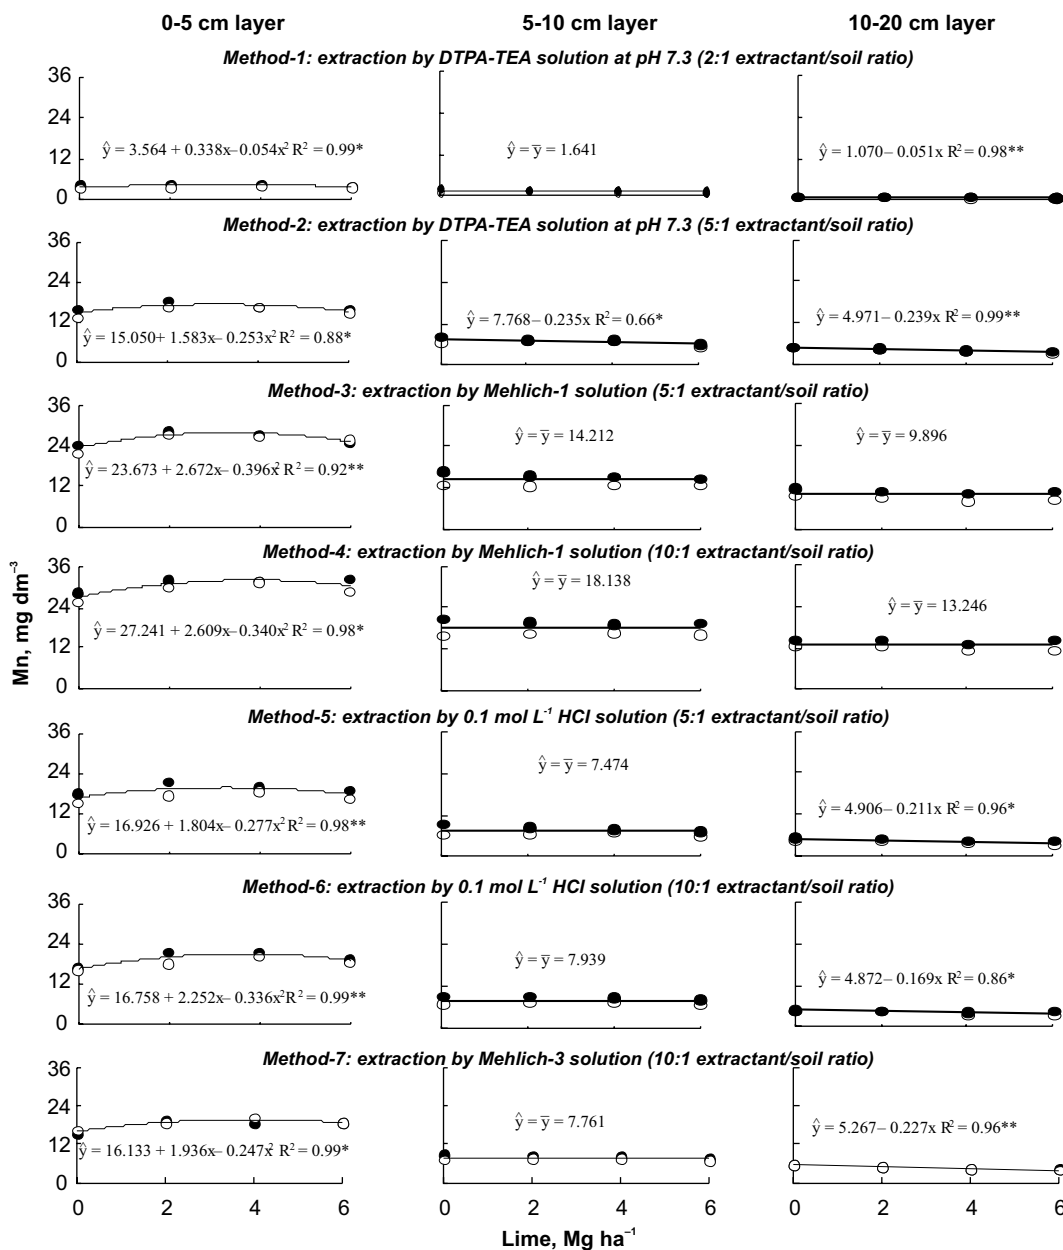 0-5 cm layer 5-10 cm layer 10-20 cm layer
Method-1: extraction by DTPA-TEA solution at pH 7.3 (2:1 extractant/soil ratio)
36
24
12
0
ŷ = 3.564 + 0.338x– 0.054x² R² = 0.99*
ŷ = y̅ = 1.641
ŷ = 1.070– 0.051x R² = 0.98**
Method-2: extraction by DTPA-TEA solution at pH 7.3 (5:1 extractant/soil ratio)
36
24
12
0
ŷ = 15.050+ 1.583x– 0.253x² R² = 0.88*
ŷ = 7.768– 0.235x R² = 0.66*
ŷ = 4.971– 0.239x R² = 0.99**
Method-3: extraction by Mehlich-1 solution (5:1 extractant/soil ratio)
36
24
12
0
ŷ = 23.673 + 2.672x– 0.396x² R² = 0.92**
ŷ = y̅ = 14.212
ŷ = y̅ = 9.896
Method-4: extraction by Mehlich-1 solution (10:1 extractant/soil ratio)
36
24
12
0
ŷ = 27.241 + 2.609x– 0.340x² R² = 0.98*
ŷ = y̅ = 18.138
ŷ = y̅ = 13.246
Mn, mg dm⁻³
Method-5: extraction by 0.1 mol L⁻¹ HCl solution (5:1 extractant/soil ratio)
36
24
12
0
ŷ = 16.926 + 1.804x– 0.277x² R² = 0.98**
ŷ = y̅ = 7.474
ŷ = 4.906– 0.211x R² = 0.96*
Method-6: extraction by 0.1 mol L⁻¹ HCl solution (10:1 extractant/soil ratio)
36
24
12
0
ŷ = 16.758 + 2.252x– 0.336x² R² = 0.99**
ŷ = y̅ = 7.939
ŷ = 4.872– 0.169x R² = 0.86*
Method-7: extraction by Mehlich-3 solution (10:1 extractant/soil ratio)
36
24
12
0
ŷ = 16.133 + 1.936x– 0.247x² R² = 0.99*
ŷ = y̅ = 7.761
ŷ = 5.267– 0.227x R² = 0.96**
0 2 4 6 0 2 4 6 0 2 4 6
Lime, Mg ha⁻¹